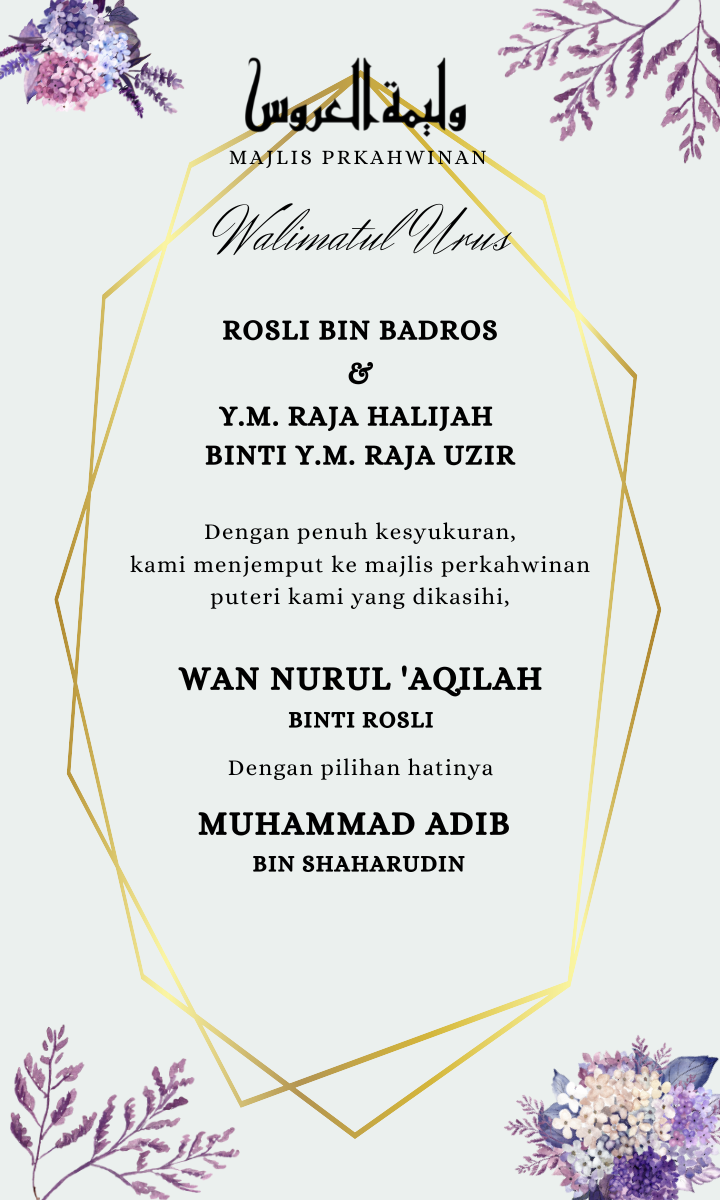 وليمة العروس
MAJLIS PRKAHWINAN
Walimatul Urus
ROSLI BIN BADROS
&
Y.M. RAJA HALIJAH
BINTI Y.M. RAJA UZIR
Dengan penuh kesyukuran,
kami menjemput ke majlis perkahwinan
puteri kami yang dikasihi,
WAN NURUL 'AQILAH
BINTI ROSLI
Dengan pilihan hatinya
MUHAMMAD ADIB
BIN SHAHARUDIN